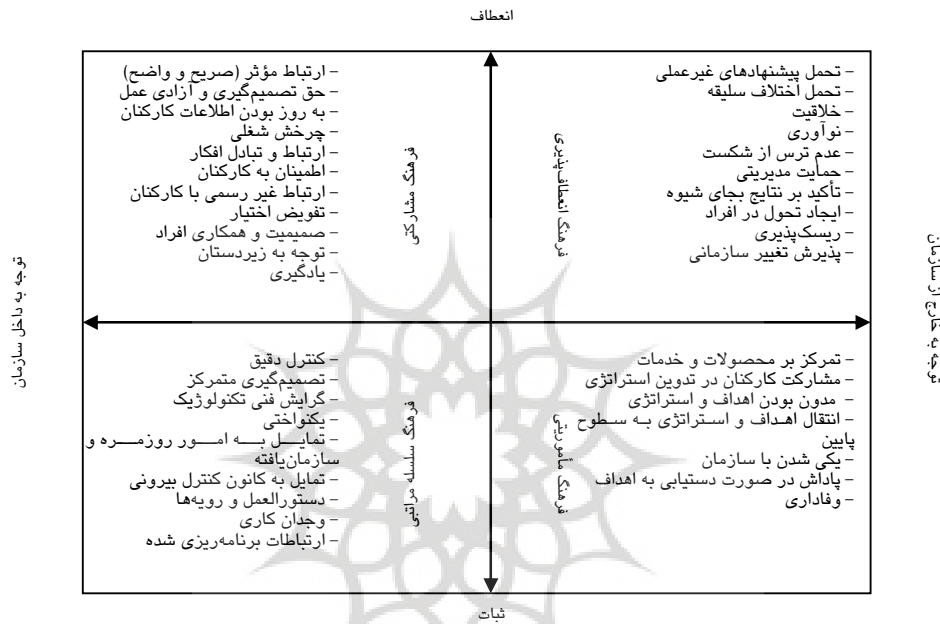 انعطاف
توجه به خارج از سازمان
فرهنگ انعطاف‌پذیری
– تحمل پیشنهادهای غیرعملی
– تحمل اختلاف سلیقه
– خلاقیت
– نوآوری
– عدم ترس از شکست
– حمایت مدیریتی
– تأکید بر نتایج بجای شیوه
– ایجاد تحول در افراد
– ریسک‌پذیری
– پذیرش تغییر سازمانی
فرهنگ مشارکتی
– ارتباط مؤثر (صریح و واضح)
– حق تصمیم‌گیری و آزادی عمل
– به روز بودن اطلاعات کارکنان
– چرخش شغلی
– ارتباط و تبادل افکار
– اطمینان به کارکنان
– ارتباط غیر رسمی با کارکنان
– تفویض اختیار
– صمیمیت و همکاری افراد
– توجه به زیردستان
– یادگیری
توجه به داخل سازمان
فرهنگ مأموریتی
– تمرکز بر محصولات و خدمات
– مشارکت کارکنان در تدوین استراتژی
– مدون بودن اهداف و استراتژی
– انتقال اهداف و استراتژی به سطوح
پایین
– یکی شدن با سازمان
– پاداش در صورت دستیابی به اهداف
– وفاداری
فرهنگ سلسله مراتبی
– کنترل دقیق
– تصمیم‌گیری متمرکز
– گرایش فنی تکنولوژیک
– یکنواختی
– تمایل به امور روزمره و
سازمان‌یافته
– تمایل به کانون کنترل بیرونی
– دستورالعمل و رویه‌ها
– وجدان کاری
– ارتباطات برنامه‌ریزی شده
ثبات